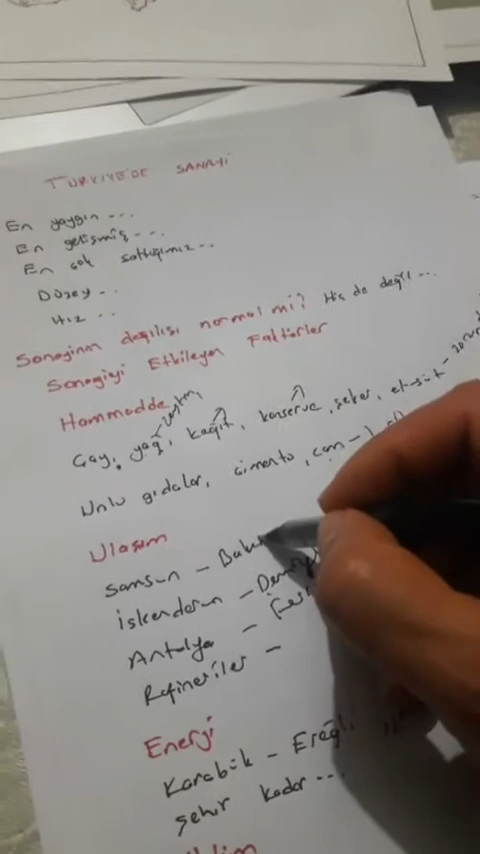 TÜRKİYE'DE SANAYİ
En yaygın ...
En gelişmiş ...
En çok sattığımız ...
Düzey ...
Hız ...
Sanayinin dağılışı normal mi? Hiç de değil ...
Sanayiyi Etkileyen Faktörler
Hammadde
Çay, yağ, kağıt, konserve, şeker, et-süt -
Unlu gıdalar, çimento, cam -
Ulaşım
Samsun - Bakır
İskenderun -
Antalya -
Rafineriler -
Enerji
Karabük - Ereğli
şehir kadar ...